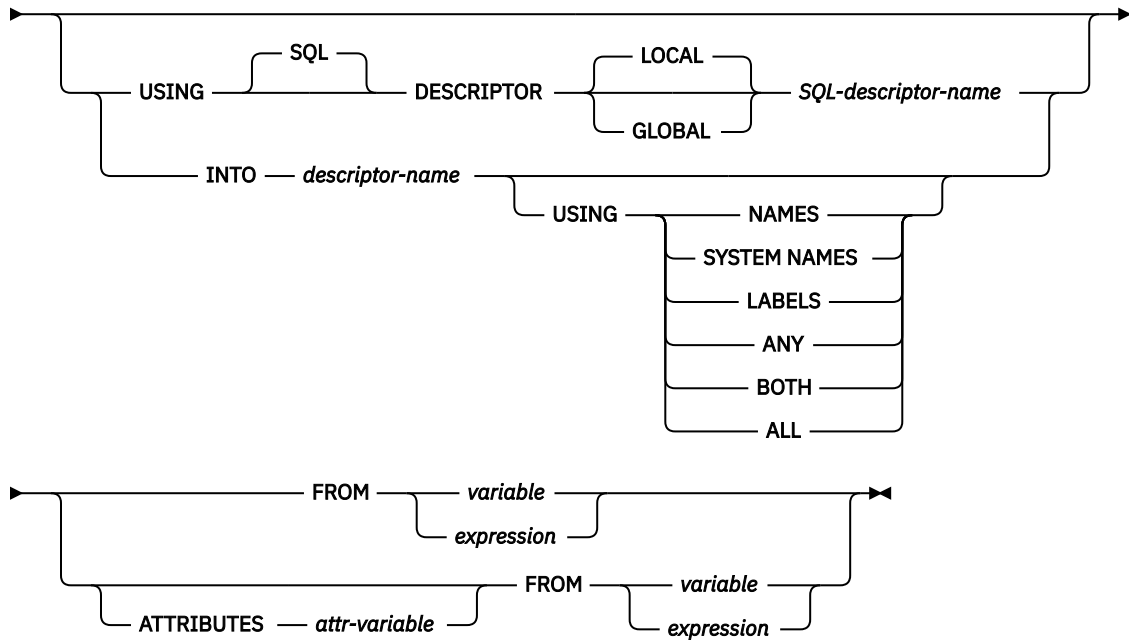 SQL
LOCAL
USING DESCRIPTOR SQL-descriptor-name
GLOBAL
INTO descriptor-name
USING NAMES
SYSTEM NAMES
LABELS
ANY
BOTH
ALL
FROM variable
expression
FROM variable
ATTRIBUTES attr-variable expression